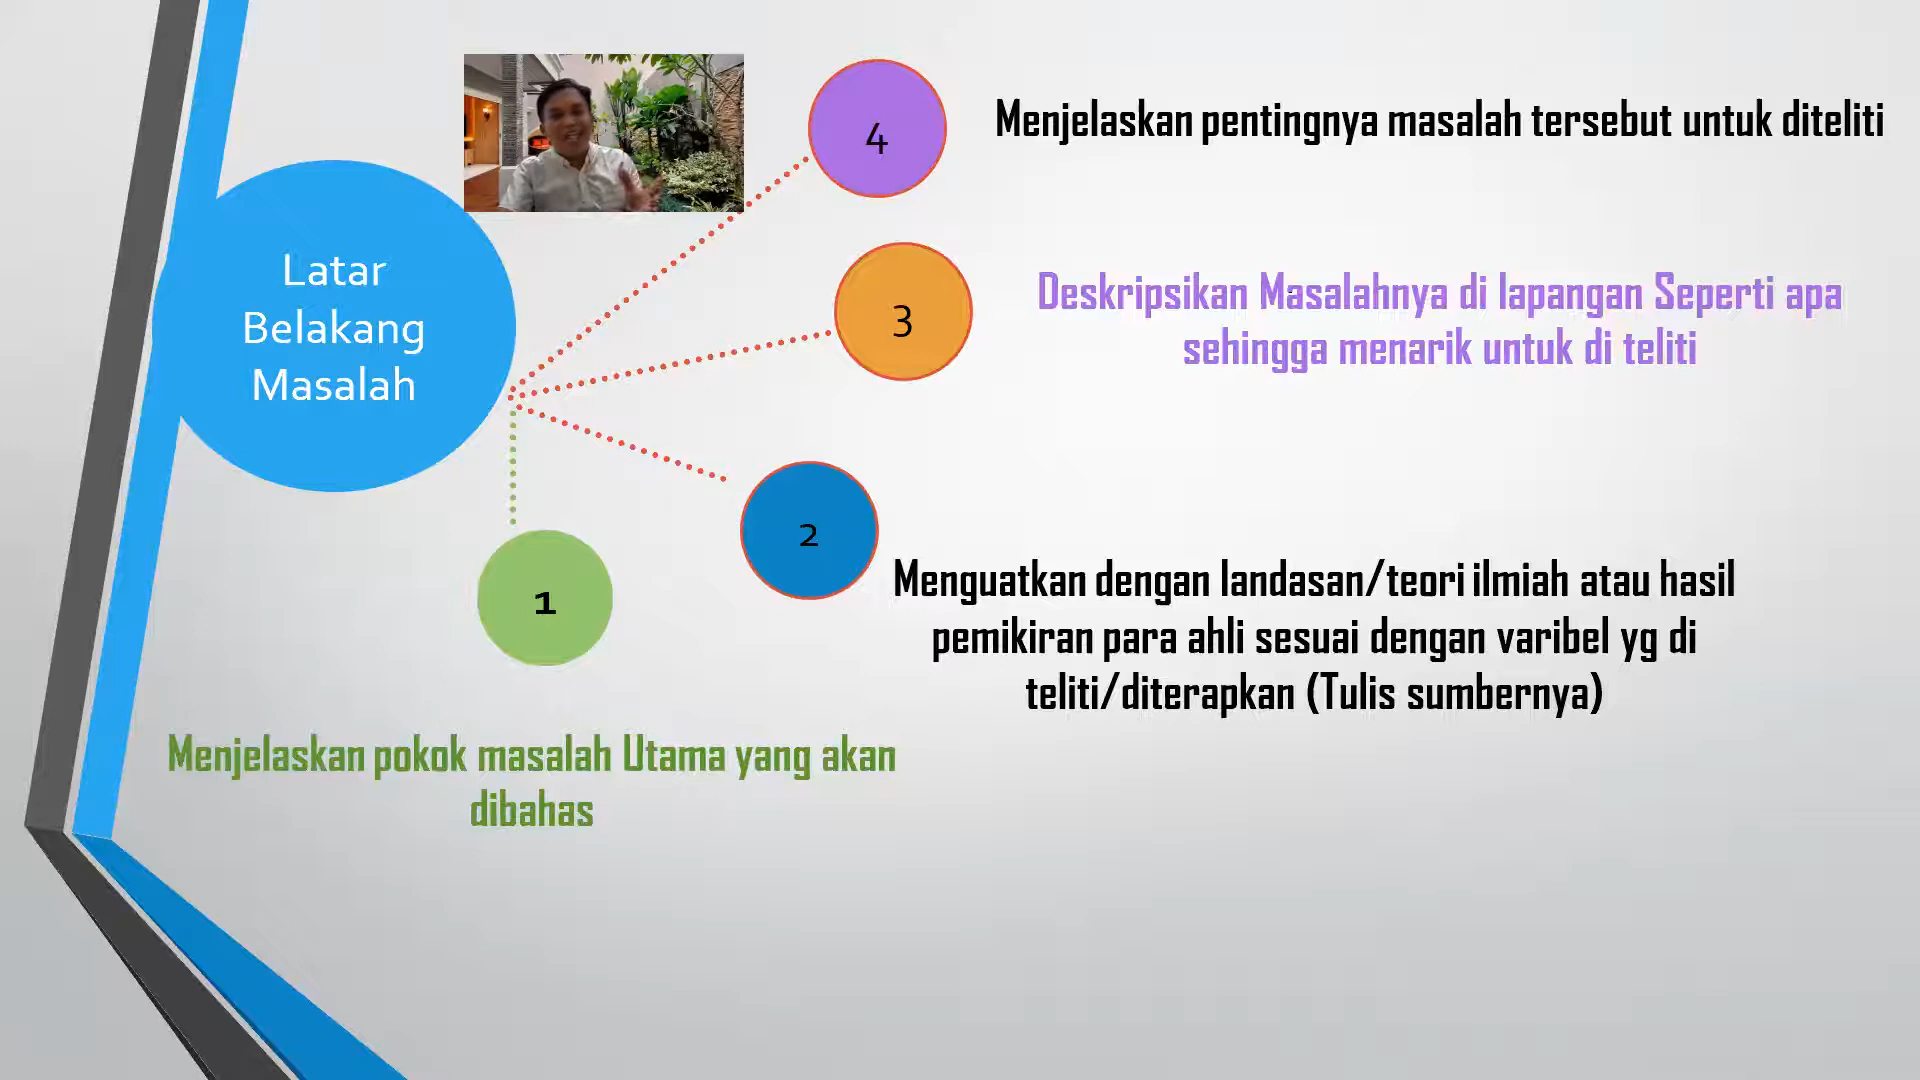 Latar
Belakang
Masalah
4
Menjelaskan pentingnya masalah tersebut untuk diteliti
3
Deskripsikan Masalahnya di lapangan Seperti apa
sehingga menarik untuk di teliti
2
Menguatkan dengan landasan/teori ilmiah atau hasil
pemikiran para ahli sesuai dengan varibel yg di
teliti/diterapkan (Tulis sumbernya)
1
Menjelaskan pokok masalah Utama yang akan
dibahas